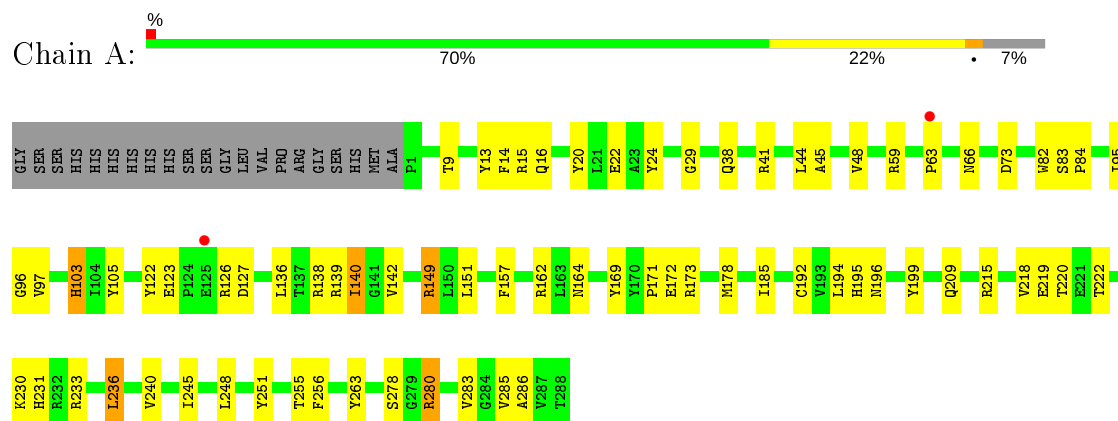 %
Chain A:
70% 22% • 7%
GLY SER SER HIS HIS HIS HIS HIS HIS SER SER GLY LEU VAL PRO ARG GLY SER HIS MET ALA P1 T9 Y13 F14 R15 Q16 Y20 L21 E22 A23 Y24 G29 Q38 R41 L44 A45 V48 R59 P63 N66 D73 W82 S83 P84 I95
G96 V97 H103 I104 Y105 Y122 E123 P124 E125 R126 D127 L136 T137 R138 R139 I140 G141 V142 R149 L150 L151 F157 R162 L163 N164 Y169 Y170 P171 E172 R173 M178 I185 C192 V193 L194 H195 N196 Y199 Q209 R215 V218 E219 T220 E221 T222
K230 H231 R232 R233 L236 V240 I245 L248 Y251 T255 F256 Y263 S278 G279 R280 V283 G284 V285 A286 V287 T288